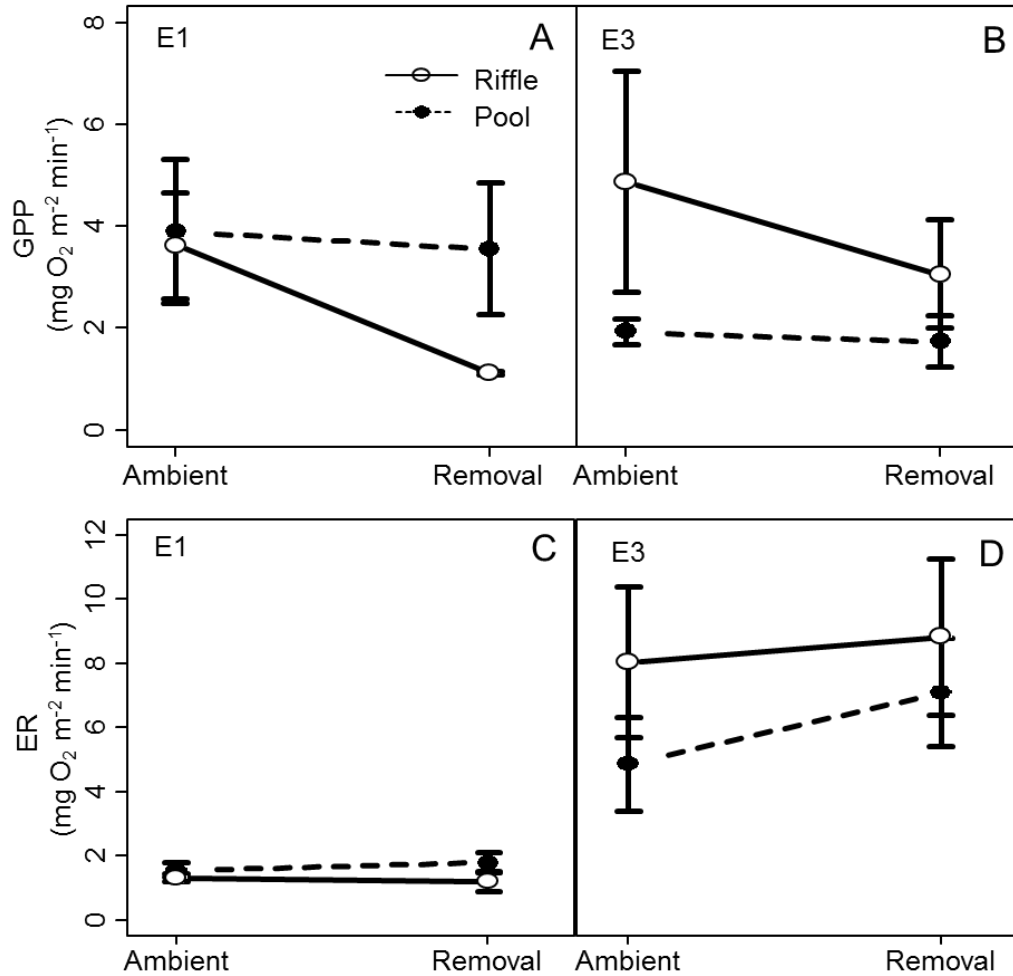 E1
A
Riffle
Pool
E3
B
GPP
(mg O₂ m⁻² min⁻¹)
8
6
4
2
0
Ambient
Removal
Ambient
Removal
E1
C
E3
D
ER
(mg O₂ m⁻² min⁻¹)
12
10
8
6
4
2
0
Ambient
Removal
Ambient
Removal